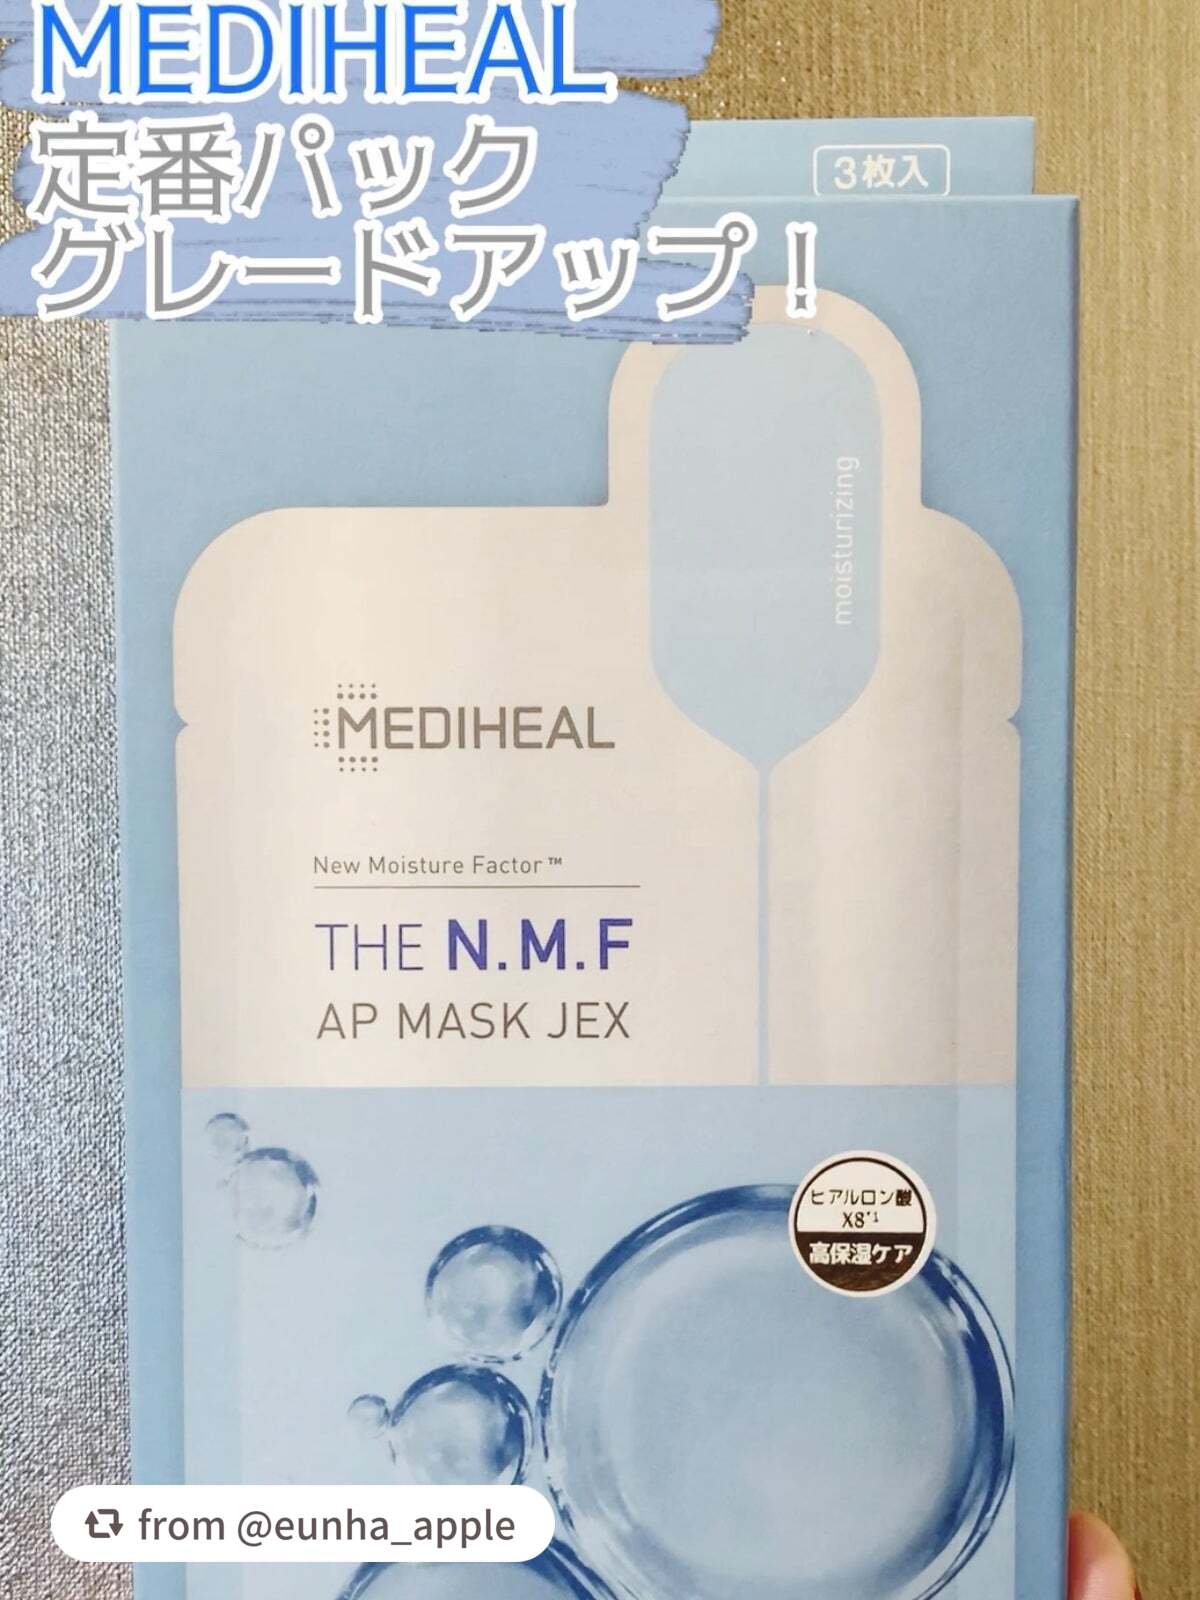 MEDIHEAL
定番パック
グレードアップ！
3枚入
moisturizing
MEDIHEAL
New Moisture Factor™
THE N.M.F
AP MASK JEX
ヒアルロン酸
X8*1
高保湿ケア
from @eunha_apple